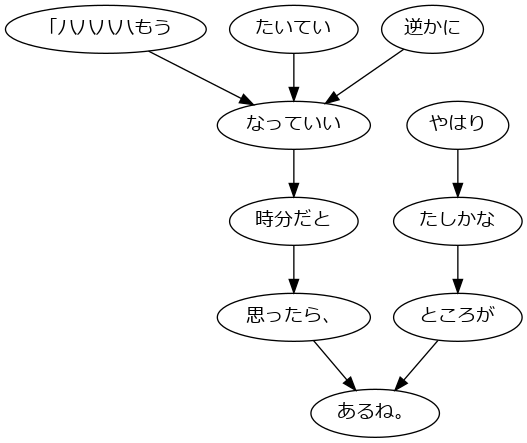 「ハハハハもう
たいてい
逆かに
なっていい
やはり
時分だと
たしかな
思ったら、
ところが
あるね。